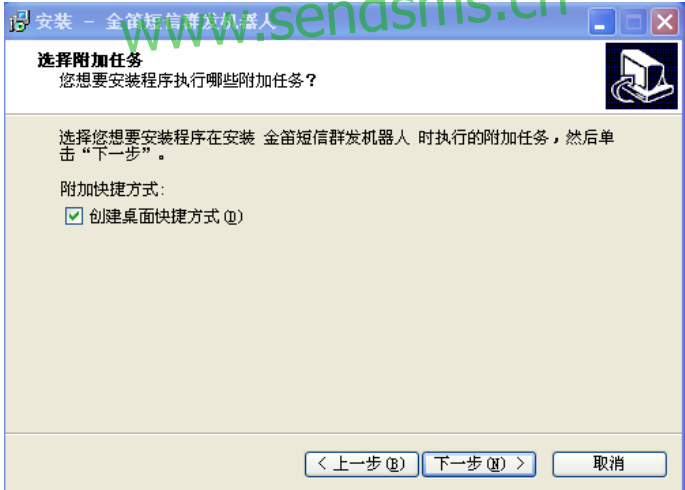 安装 - 金笛短信群发机器人
www.sendsms.cn
选择附加任务
您想要安装程序执行哪些附加任务？
选择您想要安装程序在安装 金笛短信群发机器人 时执行的附加任务，然后单
击“下一步”。
附加快捷方式:
创建桌面快捷方式(D)
< 上一步(B)
下一步(N) >
取消